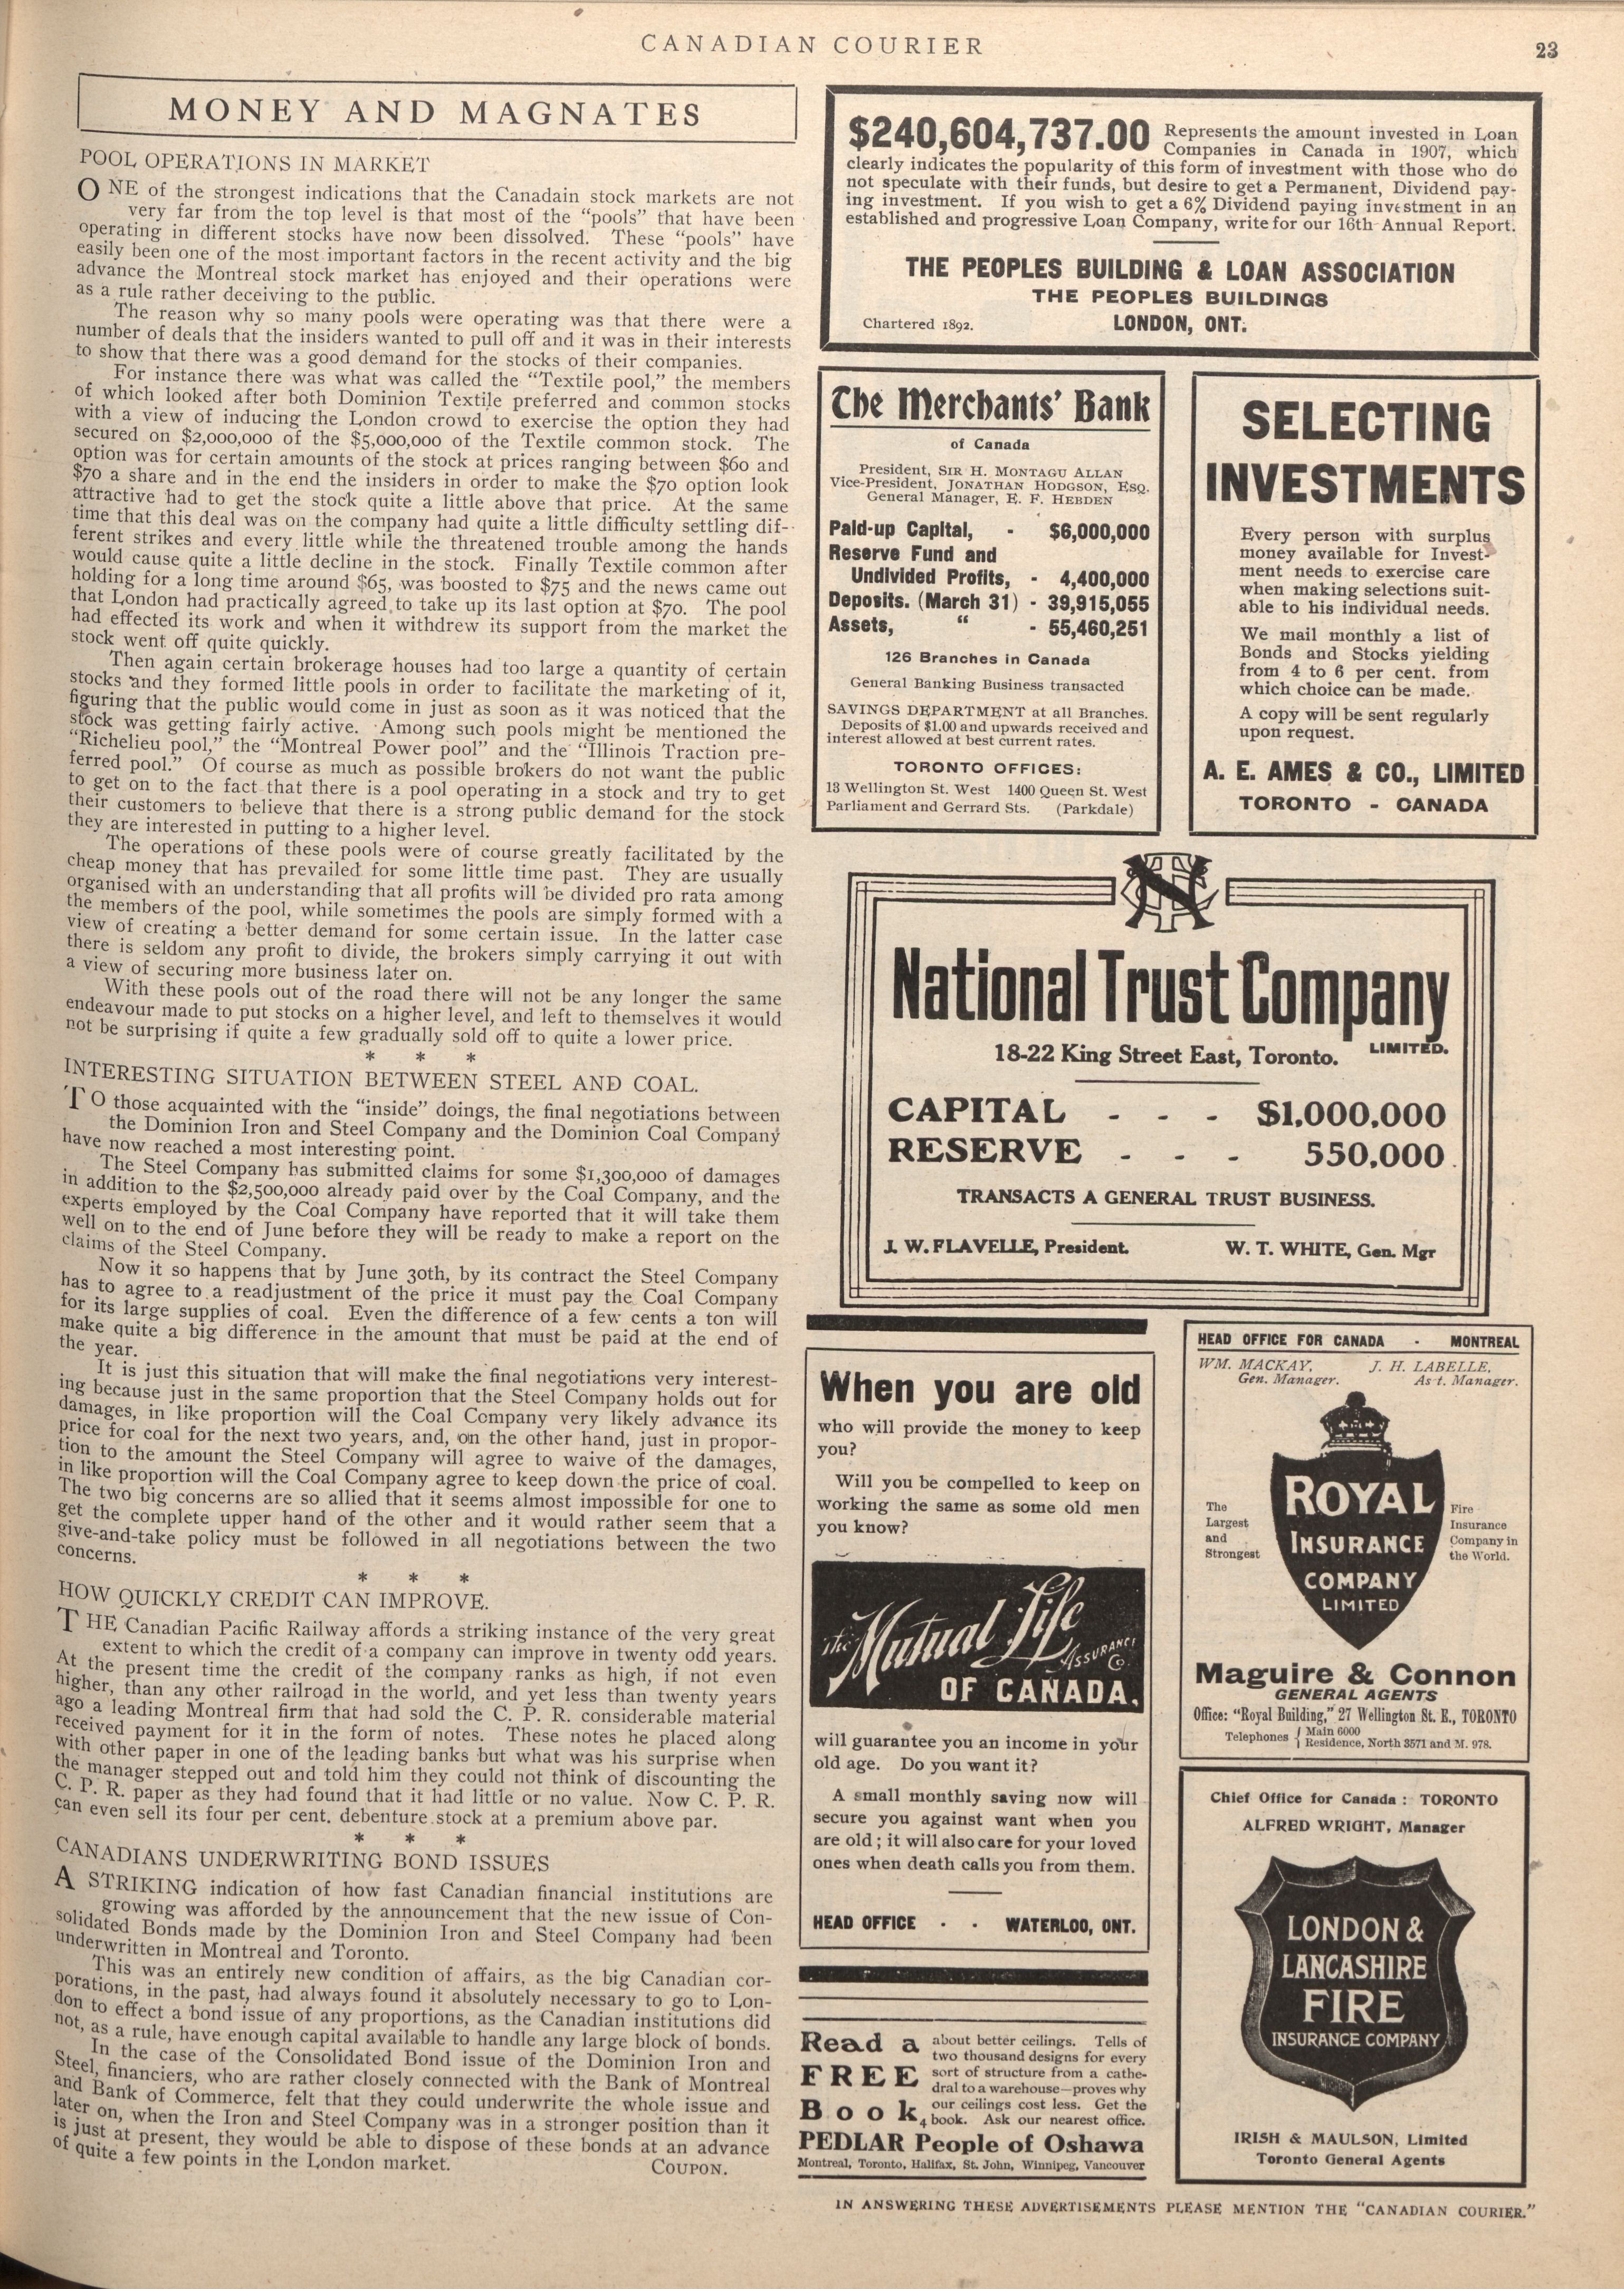 CANADIAN COURIER
23
MONEY AND MAGNATES
POOL OPERATIONS IN MARKET
ONE of the strongest indications that the Canadain stock markets are not
very far from the top level is that most of the "pools" that have been
operating in different stocks have now been dissolved. These "pools" have
easily been one of the most important factors in the recent activity and the big
advance the Montreal stock market has enjoyed and their operations were
as a rule rather deceiving to the public.
The reason why so many pools were operating was that there were a
number of deals that the insiders wanted to pull off and it was in their interests
to show that there was a good demand for the stocks of their companies.
For instance there was what was called the "Textile pool," the members
of which looked after both Dominion Textile preferred and common stocks
with a view of inducing the London crowd to exercise the option they had
secured on $2,000,000 of the $5,000,000 of the Textile common stock. The
option was for certain amounts of the stock at prices ranging between $60 and
$70 a share and in the end the insiders in order to make the $70 option look
attractive had to get the stock quite a little above that price. At the same
time that this deal was on the company had quite a little difficulty settling dif-
ferent strikes and every little while the threatened trouble among the hands
would cause quite a little decline in the stock. Finally Textile common after
holding for a long time around $65, was boosted to $75 and the news came out
that London had practically agreed to take up its last option at $70. The pool
had effected its work and when it withdrew its support from the market the
stock went off quite quickly.
Then again certain brokerage houses had too large a quantity of certain
stocks and they formed little pools in order to facilitate the marketing of it,
figuring that the public would come in just as soon as it was noticed that the
stock was getting fairly active. Among such pools might be mentioned the
"Richelieu pool," the "Montreal Power pool" and the "Illinois Traction pre-
ferred pool." Of course as much as possible brokers do not want the public
to get on to the fact that there is a pool operating in a stock and try to get
their customers to believe that there is a strong public demand for the stock
they are interested in putting to a higher level.
The operations of these pools were of course greatly facilitated by the
cheap money that has prevailed for some little time past. They are usually
organised with an understanding that all profits will be divided pro rata among
the members of the pool, while sometimes the pools are simply formed with a
view of creating a better demand for some certain issue. In the latter case
there is seldom any profit to divide, the brokers simply carrying it out with
a view of securing more business later on.
With these pools out of the road there will not be any longer the same
endeavour made to put stocks on a higher level, and left to themselves it would
not be surprising if quite a few gradually sold off to quite a lower price.
* * *
INTERESTING SITUATION BETWEEN STEEL AND COAL.
TO those acquainted with the "inside" doings, the final negotiations between
the Dominion Iron and Steel Company and the Dominion Coal Company
have now reached a most interesting point.
The Steel Company has submitted claims for some $1,300,000 of damages
in addition to the $2,500,000 already paid over by the Coal Company, and the
experts employed by the Coal Company have reported that it will take them
well on to the end of June before they will be ready to make a report on the
claims of the Steel Company.
Now it so happens that by June 30th, by its contract the Steel Company
has to agree to a readjustment of the price it must pay the Coal Company
for its large supplies of coal. Even the difference of a few cents a ton will
make quite a big difference in the amount that must be paid at the end of
the year.
It is just this situation that will make the final negotiations very interest-
ing because just in the same proportion that the Steel Company holds out for
damages, in like proportion will the Coal Company very likely advance its
price for coal for the next two years, and, on the other hand, just in propor-
tion to the amount the Steel Company will agree to waive of the damages,
in like proportion will the Coal Company agree to keep down the price of coal.
The two big concerns are so allied that it seems almost impossible for one to
get the complete upper hand of the other and it would rather seem that a
give-and-take policy must be followed in all negotiations between the two
concerns.
* * *
HOW QUICKLY CREDIT CAN IMPROVE.
THE Canadian Pacific Railway affords a striking instance of the very great
extent to which the credit of a company can improve in twenty odd years.
At the present time the credit of the company ranks as high, if not even
higher, than any other railroad in the world, and yet less than twenty years
ago a leading Montreal firm that had sold the C. P. R. considerable material
received payment for it in the form of notes. These notes he placed along
with other paper in one of the leading banks but what was his surprise when
the manager stepped out and told him they could not think of discounting the
C. P. R. paper as they had found that it had little or no value. Now C. P. R.
can even sell its four per cent. debenture stock at a premium above par.
* * *
CANADIANS UNDERWRITING BOND ISSUES
A STRIKING indication of how fast Canadian financial institutions are
growing was afforded by the announcement that the new issue of Con-
solidated Bonds made by the Dominion Iron and Steel Company had been
underwritten in Montreal and Toronto.
This was an entirely new condition of affairs, as the big Canadian cor-
porations, in the past, had always found it absolutely necessary to go to Lon-
don to effect a bond issue of any proportions, as the Canadian institutions did
not, as a rule, have enough capital available to handle any large block of bonds.
In the case of the Consolidated Bond issue of the Dominion Iron and
Steel, financiers, who are rather closely connected with the Bank of Montreal
and Bank of Commerce, felt that they could underwrite the whole issue and
later on, when the Iron and Steel Company was in a stronger position than it
is just at present, they would be able to dispose of these bonds at an advance
of quite a few points in the London market. COUPON.
$240,604,737.00 Represents the amount invested in Loan
Companies in Canada in 1907, which
clearly indicates the popularity of this form of investment with those who do
not speculate with their funds, but desire to get a Permanent, Dividend pay-
ing investment. If you wish to get a 6% Dividend paying investment in an
established and progressive Loan Company, write for our 16th Annual Report.
THE PEOPLES BUILDING & LOAN ASSOCIATION
THE PEOPLES BUILDINGS
Chartered 1892. LONDON, ONT.
The Merchants' Bank
of Canada
President, SIR H. MONTAGU ALLAN
Vice-President, JONATHAN HODGSON, ESQ.
General Manager, E. F. HEBDEN
Paid-up Capital, - $6,000,000
Reserve Fund and
Undivided Profits, - 4,400,000
Deposits. (March 31) - 39,915,055
Assets, " - 55,460,251
126 Branches in Canada
General Banking Business transacted
SAVINGS DEPARTMENT at all Branches.
Deposits of $1.00 and upwards received and
interest allowed at best current rates.
TORONTO OFFICES:
13 Wellington St. West 1400 Queen St. West
Parliament and Gerrard Sts. (Parkdale)
SELECTING
INVESTMENTS
Every person with surplus
money available for Invest-
ment needs to exercise care
when making selections suit-
able to his individual needs.
We mail monthly a list of
Bonds and Stocks yielding
from 4 to 6 per cent. from
which choice can be made.
A copy will be sent regularly
upon request.
A. E. AMES & CO., LIMITED
TORONTO - CANADA
National Trust Company
18-22 King Street East, Toronto. LIMITED.
CAPITAL - - - $1,000,000
RESERVE - - - 550,000
TRANSACTS A GENERAL TRUST BUSINESS.
J. W. FLAVELLE, President. W. T. WHITE, Gen. Mgr
When you are old
who will provide the money to keep
you?
Will you be compelled to keep on
working the same as some old men
you know?
The Mutual Life
ASSURANCE CO.
OF CANADA.
will guarantee you an income in your
old age. Do you want it?
A small monthly saving now will
secure you against want when you
are old; it will also care for your loved
ones when death calls you from them.
HEAD OFFICE - - WATERLOO, ONT.
Read a
FREE
Book,
about better ceilings. Tells of
two thousand designs for every
sort of structure from a cathe-
dral to a warehouse—proves why
our ceilings cost less. Get the
4 book. Ask our nearest office.
PEDLAR People of Oshawa
Montreal, Toronto, Halifax, St. John, Winnipeg, Vancouver
HEAD OFFICE FOR CANADA - MONTREAL
WM. MACKAY, J. H. LABELLE,
Gen. Manager. As t. Manager.
The
Largest
and
Strongest
ROYAL
INSURANCE
COMPANY
LIMITED
Fire
Insurance
Company in
the World.
Maguire & Connon
GENERAL AGENTS
Office: "Royal Building," 27 Wellington St. E., TORONTO
Telephones { Main 6000
Residence, North 3571 and M. 978.
Chief Office for Canada: TORONTO
ALFRED WRIGHT, Manager
LONDON &
LANCASHIRE
FIRE
INSURANCE COMPANY
IRISH & MAULSON, Limited
Toronto General Agents
IN ANSWERING THESE ADVERTISEMENTS PLEASE MENTION THE "CANADIAN COURIER."